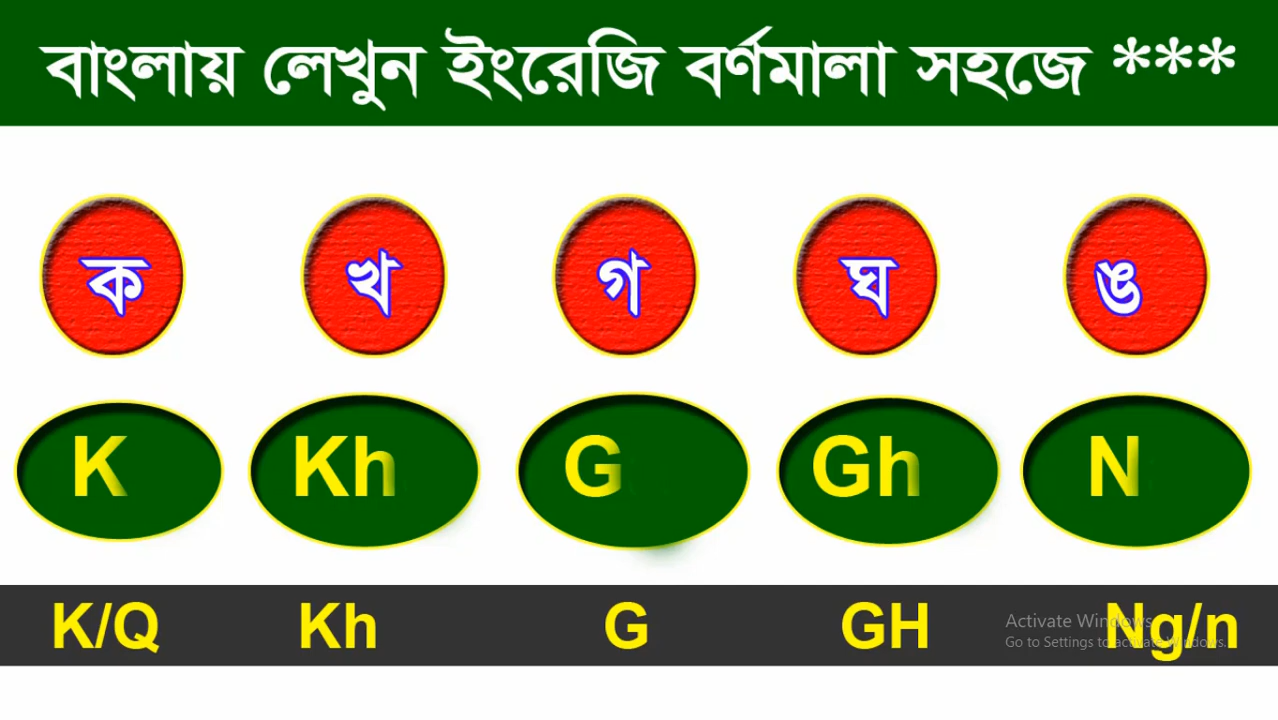 বাংলায় লেখুন ইংরেজি বর্ণমালা সহজে ***
ক খ গ ঘ ঙ
K Kh G Gh N
K/Q Kh G GH Ng/n
Activate Windows
Go to Settings to activate Windows.